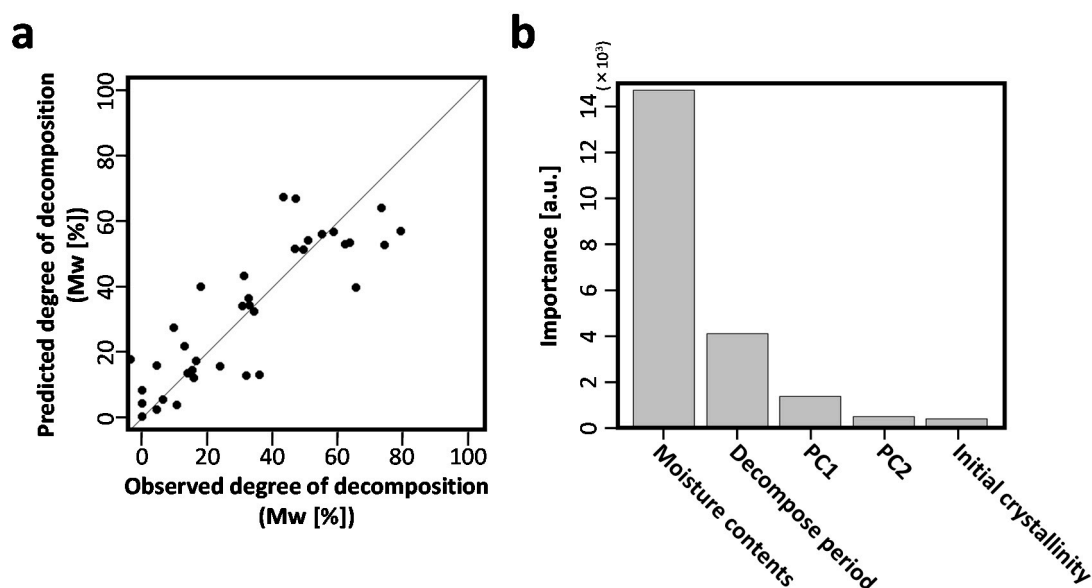 a
Predicted degree of decomposition
(Mw [%])
100
80
60
40
20
0
0 20 40 60 80 100
Observed degree of decomposition
(Mw [%])
b
(×10³)
Importance [a.u.]
14
12
10
8
6
4
2
0
Moisture contents
Decompose period
PC1
PC2
Initial crystallinity